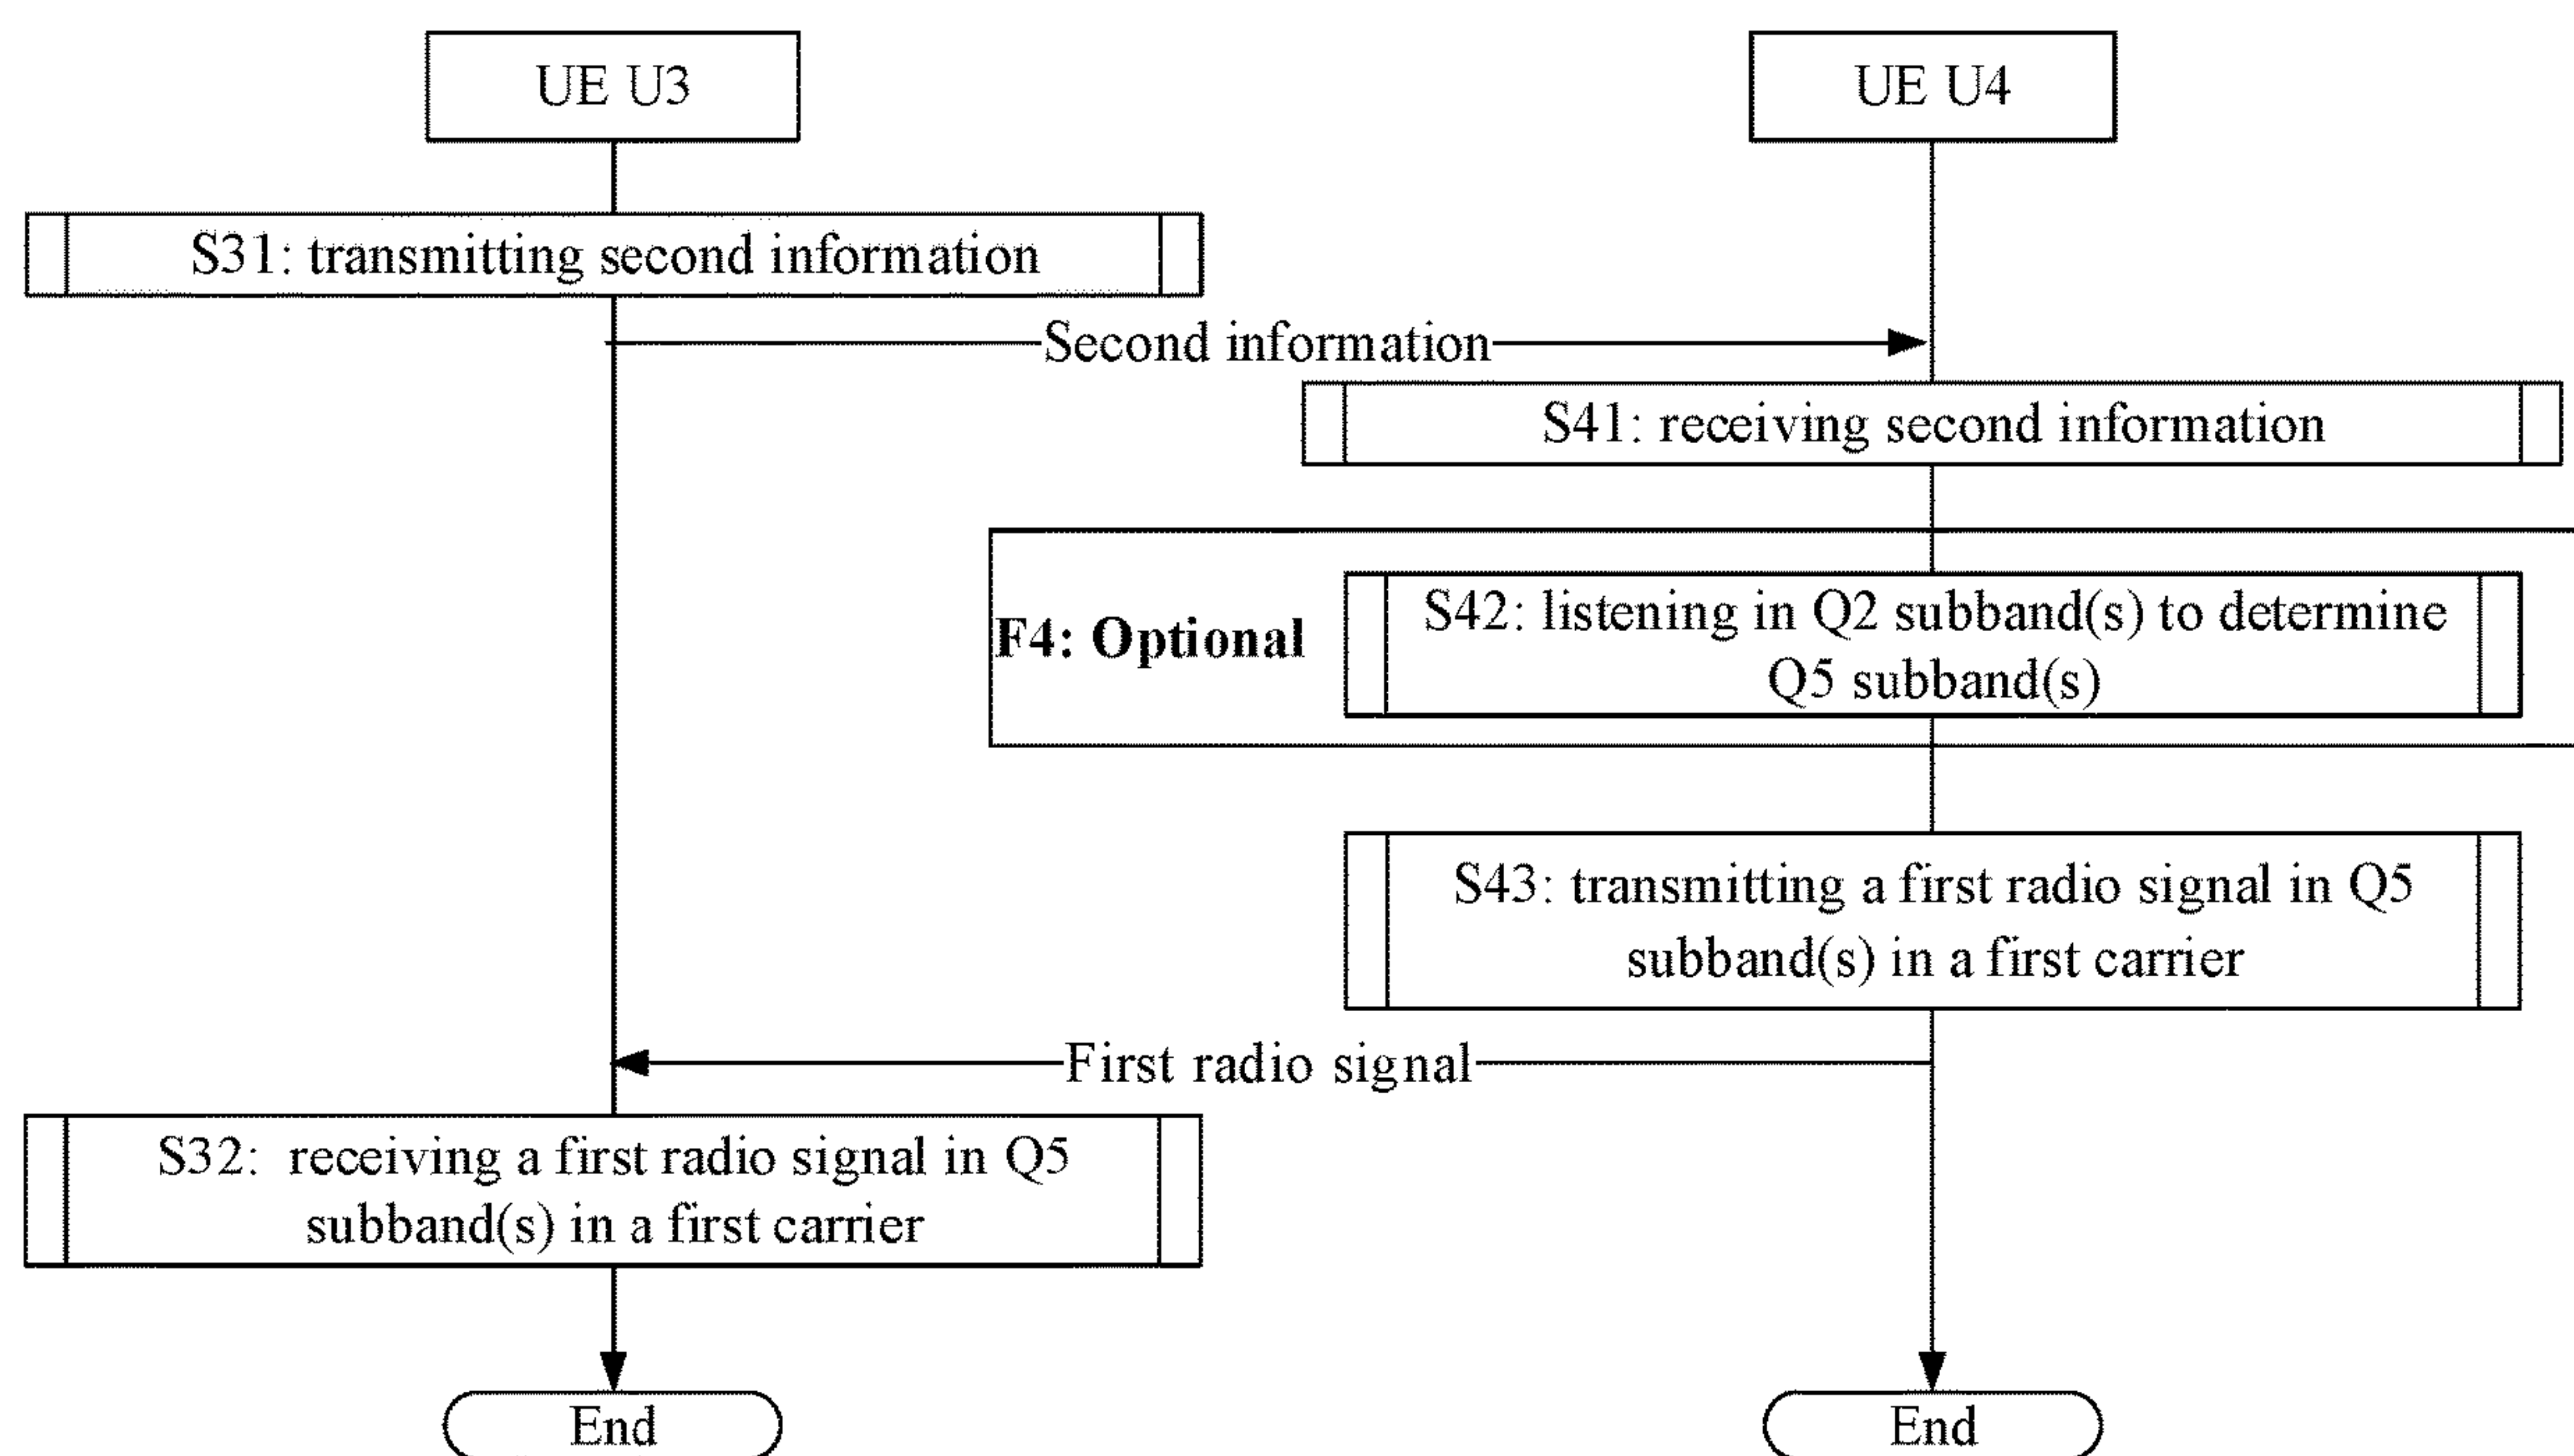 UE U3
UE U4
S31: transmitting second information
Second information
S41: receiving second information
F4: Optional
S42: listening in Q2 subband(s) to determine
Q5 subband(s)
S43: transmitting a first radio signal in Q5
subband(s) in a first carrier
First radio signal
S32: receiving a first radio signal in Q5
subband(s) in a first carrier
End
End